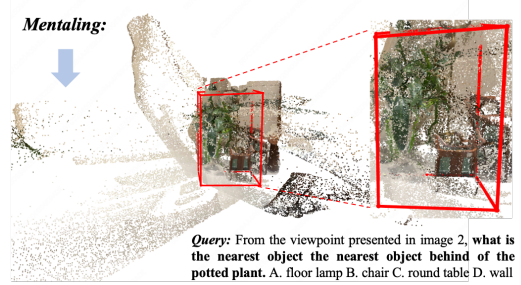 Mentaling:
Query: From the viewpoint presented in image 2, what is
the nearest object the nearest object behien of the
potted plant. A. floor lamp B. chair C. round table D. wall